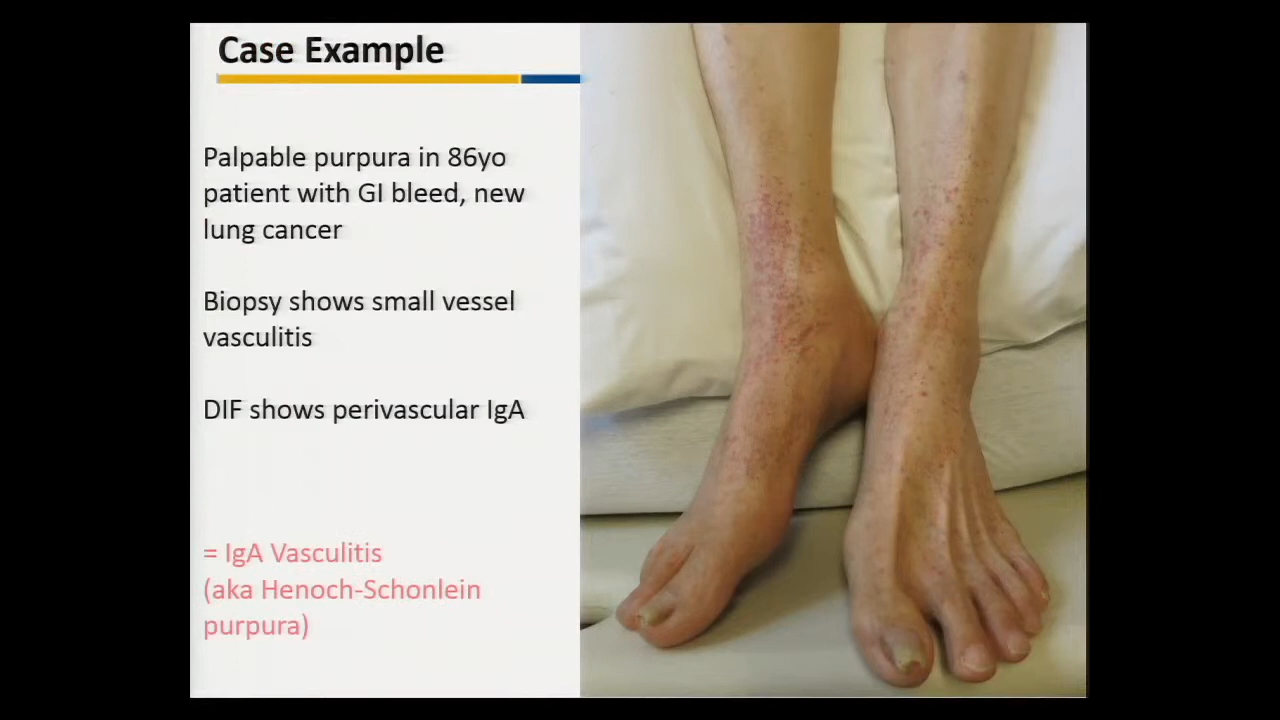 Case Example
Palpable purpura in 86yo
patient with GI bleed, new
lung cancer
Biopsy shows small vessel
vasculitis
DIF shows perivascular IgA
= IgA Vasculitis
(aka Henoch-Schonlein
purpura)